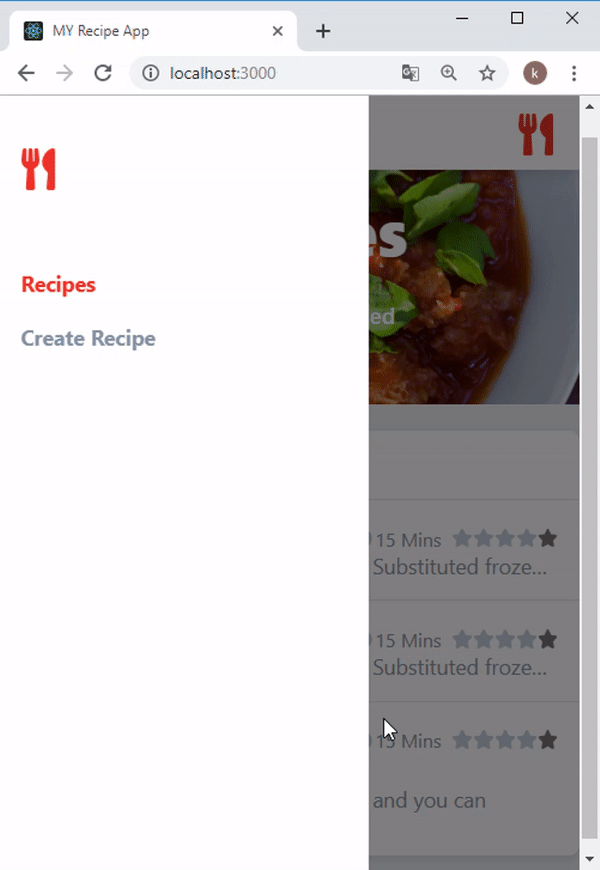 MY Recipe App
localhost:3000
k
Recipes
Create Recipe
es
ed
15 Mins
Substituted froze...
15 Mins
Substituted froze...
15 Mins
and you can